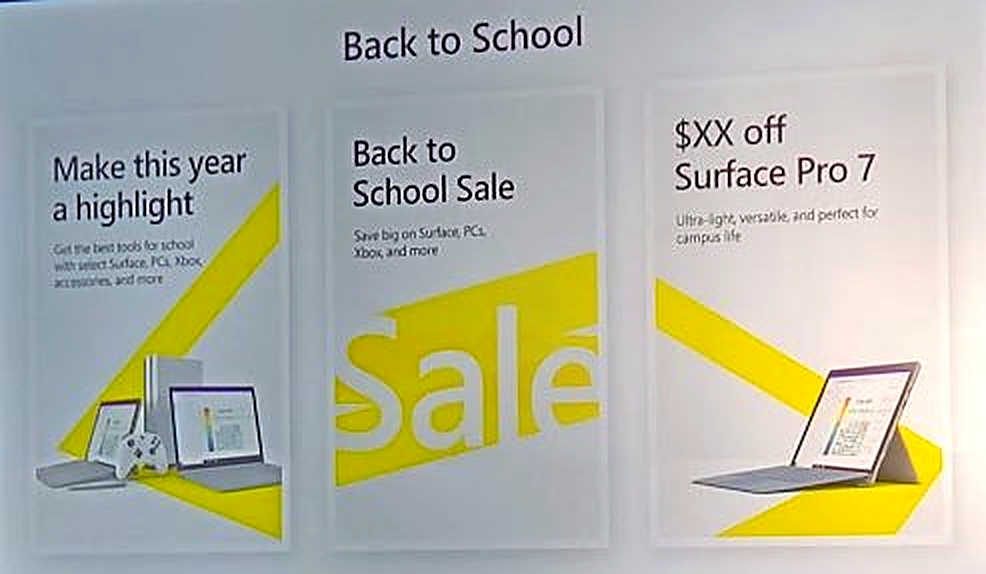 Back to School
Make this year
a highlight
Get the best tools for school
with select Surface, PCs, Xbox,
accessories, and more
Back to
School Sale
Save big on Surface, PCs,
Xbox, and more
Sale
$XX off
Surface Pro 7
Ultra-light, versatile, and perfect for
campus life